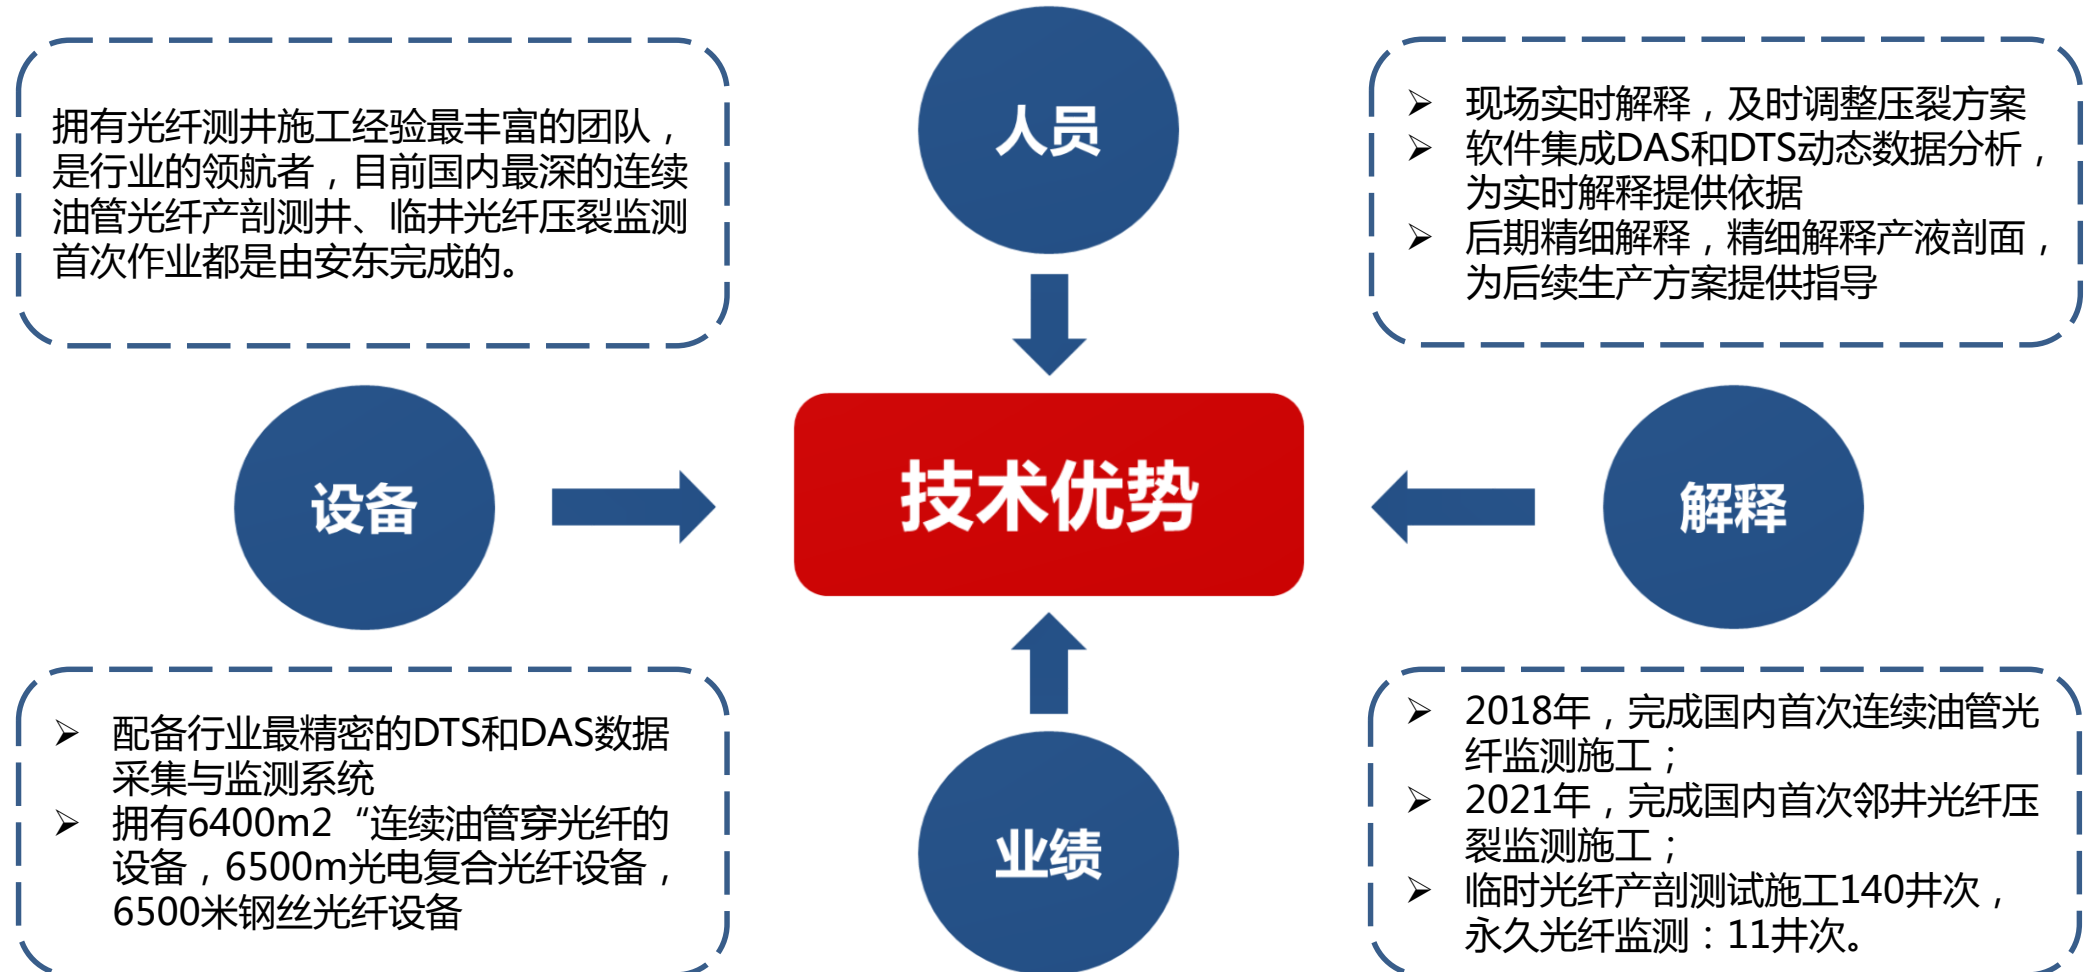 人员
拥有光纤测井施工经验最丰富的团队，
是行业的领航者，目前国内最深的连续
油管光纤产剖测井、临井光纤压裂监测
首次作业都是由安东完成的。
➢ 现场实时解释，及时调整压裂方案
➢ 软件集成DAS和DTS动态数据分析，
为实时解释提供依据
➢ 后期精细解释，精细解释产液剖面，
为后续生产方案提供指导
设备
技术优势
解释
➢ 配备行业最精密的DTS和DAS数据
采集与监测系统
➢ 拥有6400m2“连续油管穿光纤的
设备，6500m光电复合光纤设备，
6500米钢丝光纤设备
业绩
➢ 2018年，完成国内首次连续油管光
纤监测施工；
➢ 2021年，完成国内首次邻井光纤压
裂监测施工；
➢ 临时光纤产剖测试施工140井次，
永久光纤监测：11井次。